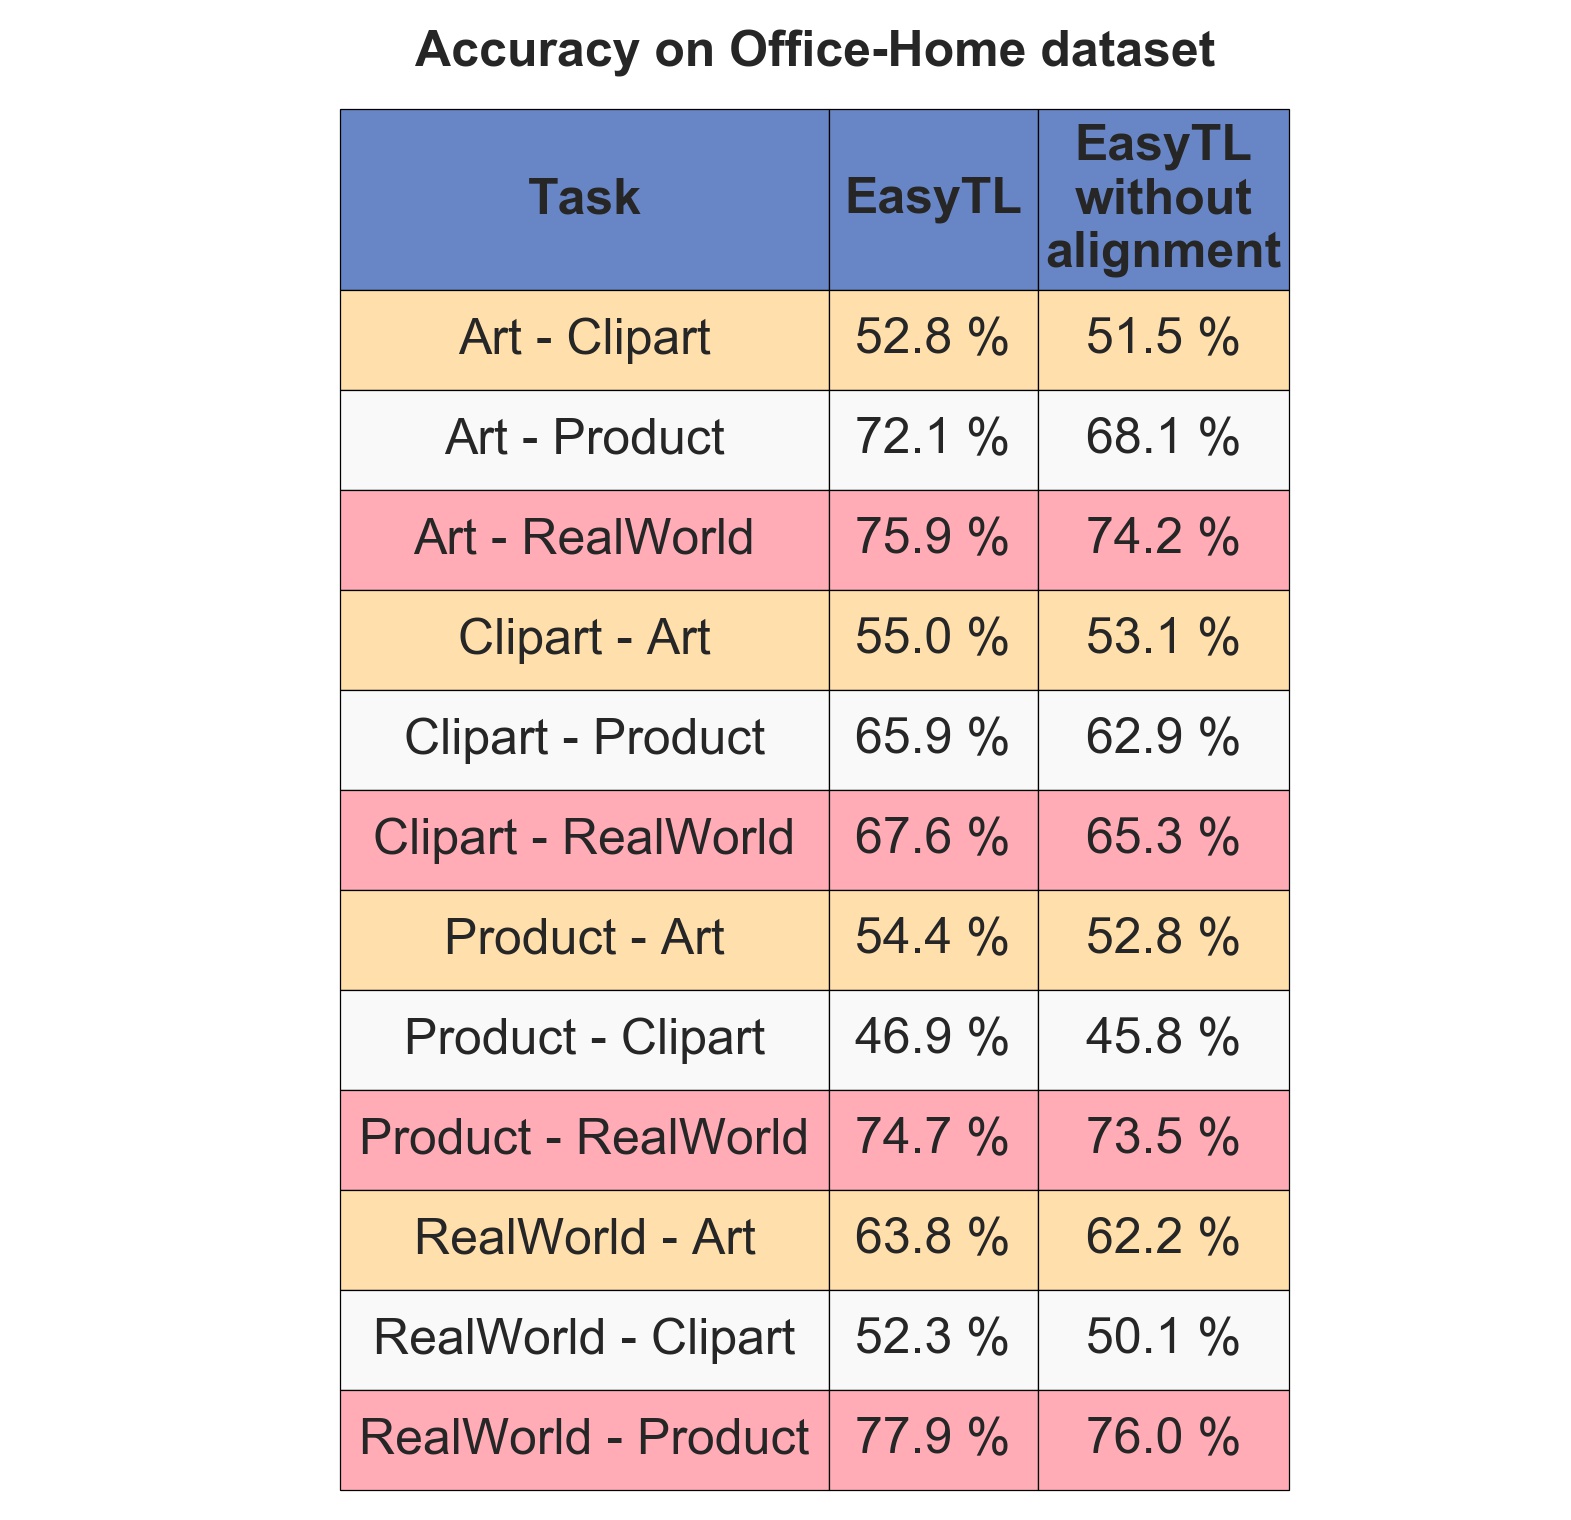 Accuracy on Office-Home dataset
Task EasyTL EasyTL
without
alignment
Art - Clipart 52.8 % 51.5 %
Art - Product 72.1 % 68.1 %
Art - RealWorld 75.9 % 74.2 %
Clipart - Art 55.0 % 53.1 %
Clipart - Product 65.9 % 62.9 %
Clipart - RealWorld 67.6 % 65.3 %
Product - Art 54.4 % 52.8 %
Product - Clipart 46.9 % 45.8 %
Product - RealWorld 74.7 % 73.5 %
RealWorld - Art 63.8 % 62.2 %
RealWorld - Clipart 52.3 % 50.1 %
RealWorld - Product 77.9 % 76.0 %